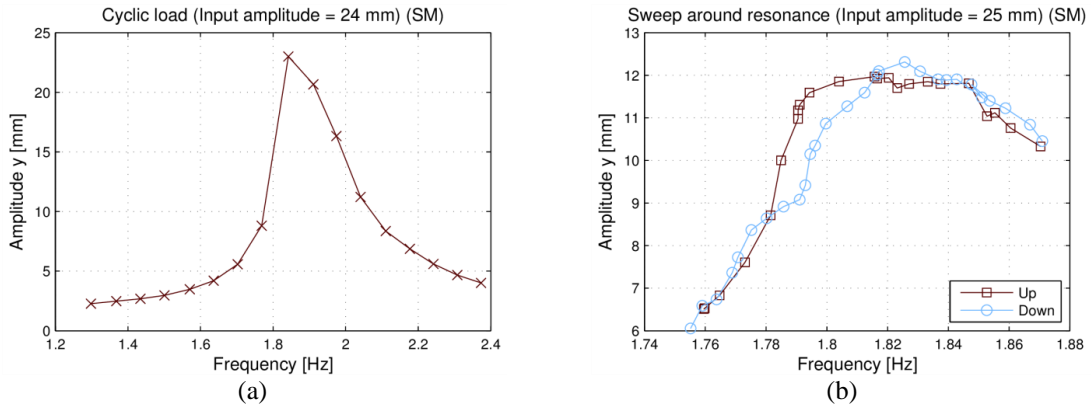 Cyclic load (Input amplitude = 24 mm) (SM)
25
20
15
10
5
0
Amplitude y [mm]
1.2 1.4 1.6 1.8 2 2.2 2.4
Frequency [Hz]
(a)
Sweep around resonance (Input amplitude = 25 mm) (SM)
13
12
11
10
9
8
7
6
Amplitude y [mm]
Up
Down
1.74 1.76 1.78 1.8 1.82 1.84 1.86 1.88
Frequency [Hz]
(b)